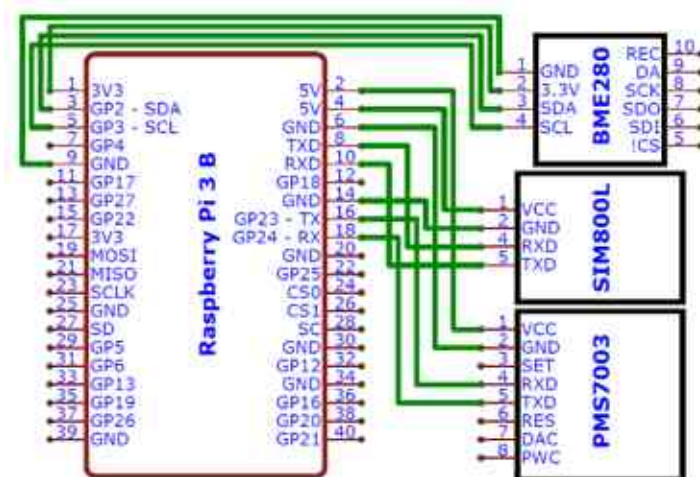 Raspberry Pi 3 B
1 3V3
3 GP2 - SDA
5 GP3 - SCL
7 GP4
9 GND
11 GP17
13 GP27
15 GP22
17 3V3
19 MOSI
21 MISO
23 SCLK
25 GND
27 SD
29 GP5
31 GP6
33 GP13
35 GP19
37 GP26
39 GND
5V 2
5V 4
GND 6
TXD 8
RXD 10
GP18 12
GND 14
GP23 - TX 16
GP24 - RX 18
GND 20
GP25 22
CS0 24
CS1 26
SC 28
GND 30
GP12 32
GND 34
GP16 36
GP20 38
GP21 40
BME280
1 GND
2 3.3V
3 SDA
4 SCL
REC 10
DA 9
SCK 8
SDO 7
SDI 6
!CS 5
SIM800L
1 VCC
2 GND
4 RXD
5 TXD
PMS7003
1 VCC
2 GND
3 SET
4 RXD
5 TXD
6 RES
7 DAC
8 PWC